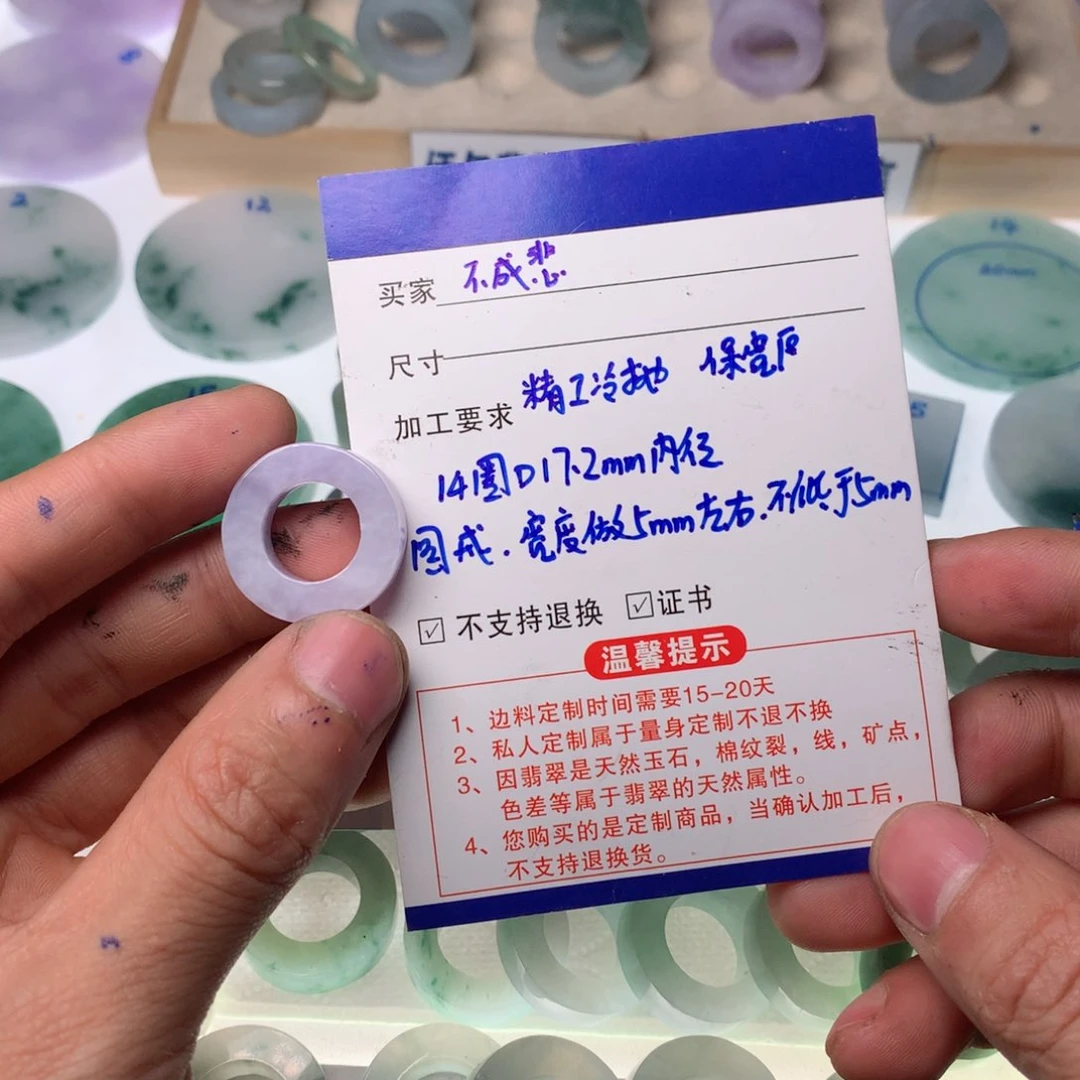 2
12
14
15
买家 不成悲
尺寸
加工要求 精工冷抛 保宽厚
14圈口17.2mm内径
圆戒.宽度做5mm左右.不低于5mm
☑ 不支持退换 ☑证书
温馨提示
1、边料定制时间需要15-20天
2、私人定制属于量身定制不退不换
3、因翡翠是天然玉石，棉纹裂，线，矿点，
色差等属于翡翠的天然属性。
4、您购买的是定制商品，当确认加工后，
不支持退换货。